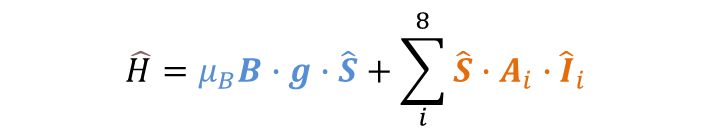 Ĥ = μ_B B · g · Ŝ + ∑_i^8 Ŝ · A_i · Î_i